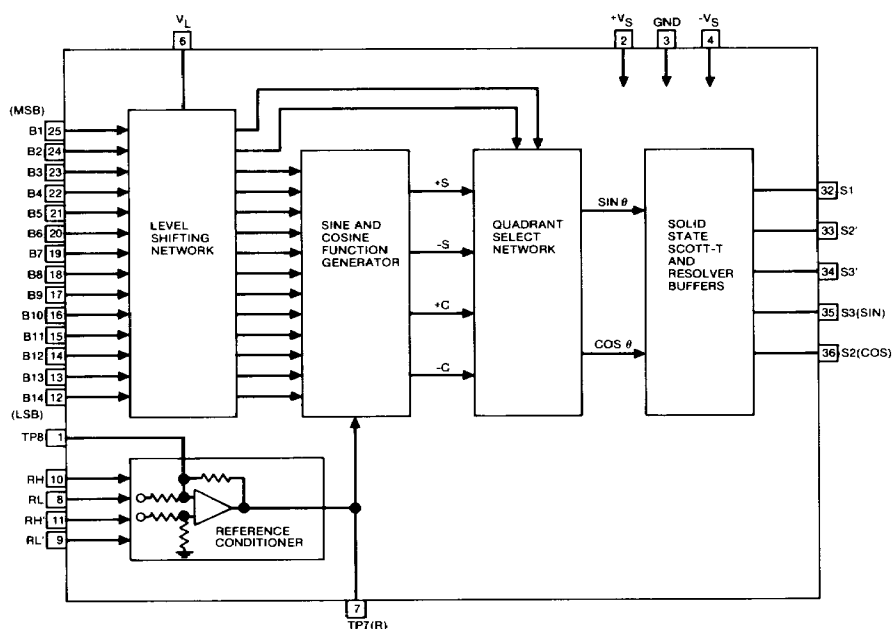 V_L
6
+V_S
2
GND
3
-V_S
4
(MSB)
B1 25
B2 24
B3 23
B4 22
B5 21
B6 20
B7 19
B8 18
B9 17
B10 16
B11 15
B12 14
B13 13
B14 12
(LSB)
LEVEL
SHIFTING
NETWORK
SINE AND
COSINE
FUNCTION
GENERATOR
+S
-S
+C
-C
QUADRANT
SELECT
NETWORK
SIN θ
COS θ
SOLID
STATE
SCOTT-T
AND
RESOLVER
BUFFERS
32 S1
33 S2'
34 S3'
35 S3(SIN)
36 S2(COS)
TP8 1
RH 10
RL 8
RH' 11
RL' 9
REFERENCE
CONDITIONER
7
TP7(R)